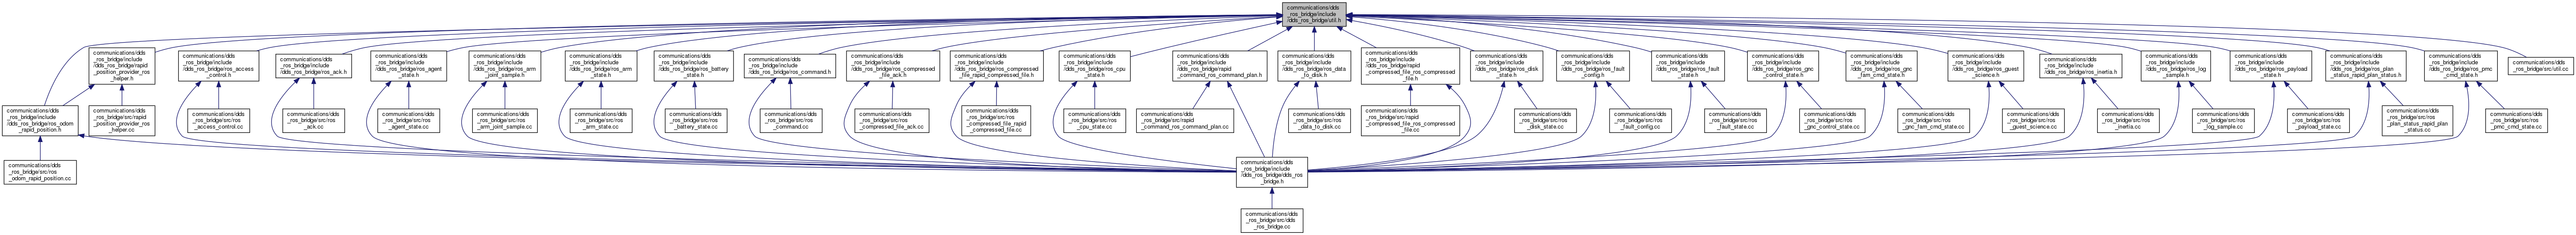 communications/dds
_ros_bridge/include
/dds_ros_bridge/util.h
communications/dds
_ros_bridge/include
/dds_ros_bridge/rapid
_position_provider_ros
_helper.h
communications/dds
_ros_bridge/include
/dds_ros_bridge/ros_access
_control.h
communications/dds
_ros_bridge/include
/dds_ros_bridge/ros_ack.h
communications/dds
_ros_bridge/include
/dds_ros_bridge/ros_agent
_state.h
communications/dds
_ros_bridge/include
/dds_ros_bridge/ros_arm
_joint_sample.h
communications/dds
_ros_bridge/include
/dds_ros_bridge/ros_arm
_state.h
communications/dds
_ros_bridge/include
/dds_ros_bridge/ros_battery
_state.h
communications/dds
_ros_bridge/include
/dds_ros_bridge/ros_command.h
communications/dds
_ros_bridge/include
/dds_ros_bridge/ros_compressed
_file_ack.h
communications/dds
_ros_bridge/include
/dds_ros_bridge/ros_compressed
_file_rapid_compressed_file.h
communications/dds
_ros_bridge/include
/dds_ros_bridge/ros_cpu
_state.h
communications/dds
_ros_bridge/include
/dds_ros_bridge/rapid
_command_ros_command_plan.h
communications/dds
_ros_bridge/include
/dds_ros_bridge/ros_data
_to_disk.h
communications/dds
_ros_bridge/include
/dds_ros_bridge/rapid
_compressed_file_ros_compressed
_file.h
communications/dds
_ros_bridge/include
/dds_ros_bridge/ros_disk
_state.h
communications/dds
_ros_bridge/include
/dds_ros_bridge/ros_fault
_config.h
communications/dds
_ros_bridge/include
/dds_ros_bridge/ros_fault
_state.h
communications/dds
_ros_bridge/include
/dds_ros_bridge/ros_gnc
_control_state.h
communications/dds
_ros_bridge/include
/dds_ros_bridge/ros_gnc
_fam_cmd_state.h
communications/dds
_ros_bridge/include
/dds_ros_bridge/ros_guest
_science.h
communications/dds
_ros_bridge/include
/dds_ros_bridge/ros_inertia.h
communications/dds
_ros_bridge/include
/dds_ros_bridge/ros_log
_sample.h
communications/dds
_ros_bridge/include
/dds_ros_bridge/ros_payload
_state.h
communications/dds
_ros_bridge/include
/dds_ros_bridge/ros_plan
_status_rapid_plan_status.h
communications/dds
_ros_bridge/include
/dds_ros_bridge/ros_pmc
_cmd_state.h
communications/dds
_ros_bridge/src/util.cc
communications/dds
_ros_bridge/include
/dds_ros_bridge/ros_odom
_rapid_position.h
communications/dds
_ros_bridge/src/rapid
_position_provider_ros
_helper.cc
communications/dds
_ros_bridge/src/ros
_access_control.cc
communications/dds
_ros_bridge/src/ros
_ack.cc
communications/dds
_ros_bridge/src/ros
_agent_state.cc
communications/dds
_ros_bridge/src/ros
_arm_joint_sample.cc
communications/dds
_ros_bridge/src/ros
_arm_state.cc
communications/dds
_ros_bridge/src/ros
_battery_state.cc
communications/dds
_ros_bridge/src/ros
_command.cc
communications/dds
_ros_bridge/src/ros
_compressed_file_ack.cc
communications/dds
_ros_bridge/src/ros
_compressed_file_rapid
_compressed_file.cc
communications/dds
_ros_bridge/src/ros
_cpu_state.cc
communications/dds
_ros_bridge/src/rapid
_command_ros_command_plan.cc
communications/dds
_ros_bridge/src/ros
_data_to_disk.cc
communications/dds
_ros_bridge/src/rapid
_compressed_file_ros_compressed
_file.cc
communications/dds
_ros_bridge/src/ros
_disk_state.cc
communications/dds
_ros_bridge/src/ros
_fault_config.cc
communications/dds
_ros_bridge/src/ros
_fault_state.cc
communications/dds
_ros_bridge/src/ros
_gnc_control_state.cc
communications/dds
_ros_bridge/src/ros
_gnc_fam_cmd_state.cc
communications/dds
_ros_bridge/src/ros
_guest_science.cc
communications/dds
_ros_bridge/src/ros
_inertia.cc
communications/dds
_ros_bridge/src/ros
_log_sample.cc
communications/dds
_ros_bridge/src/ros
_payload_state.cc
communications/dds
_ros_bridge/src/ros
_plan_status_rapid_plan
_status.cc
communications/dds
_ros_bridge/src/ros
_pmc_cmd_state.cc
communications/dds
_ros_bridge/src/ros
_odom_rapid_position.cc
communications/dds
_ros_bridge/include
/dds_ros_bridge/dds_ros
_bridge.h
communications/dds
_ros_bridge/src/dds
_ros_bridge.cc